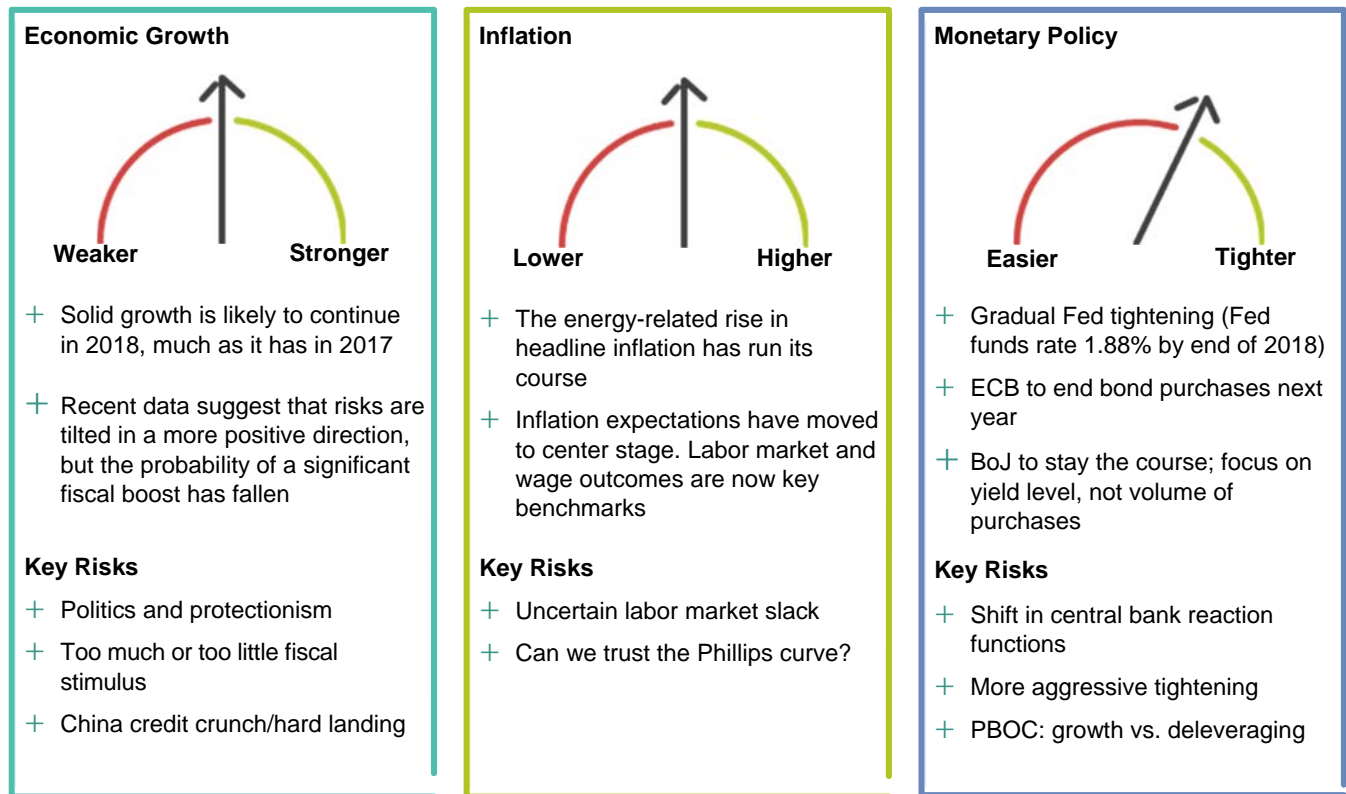 Economic Growth
Weaker
Stronger
+ Solid growth is likely to continue
in 2018, much as it has in 2017
+ Recent data suggest that risks are
tilted in a more positive direction,
but the probability of a significant
fiscal boost has fallen
Key Risks
+ Politics and protectionism
+ Too much or too little fiscal
stimulus
+ China credit crunch/hard landing
Inflation
Lower
Higher
+ The energy-related rise in
headline inflation has run its
course
+ Inflation expectations have moved
to center stage. Labor market and
wage outcomes are now key
benchmarks
Key Risks
+ Uncertain labor market slack
+ Can we trust the Phillips curve?
Monetary Policy
Easier
Tighter
+ Gradual Fed tightening (Fed
funds rate 1.88% by end of 2018)
+ ECB to end bond purchases next
year
+ BoJ to stay the course; focus on
yield level, not volume of
purchases
Key Risks
+ Shift in central bank reaction
functions
+ More aggressive tightening
+ PBOC: growth vs. deleveraging